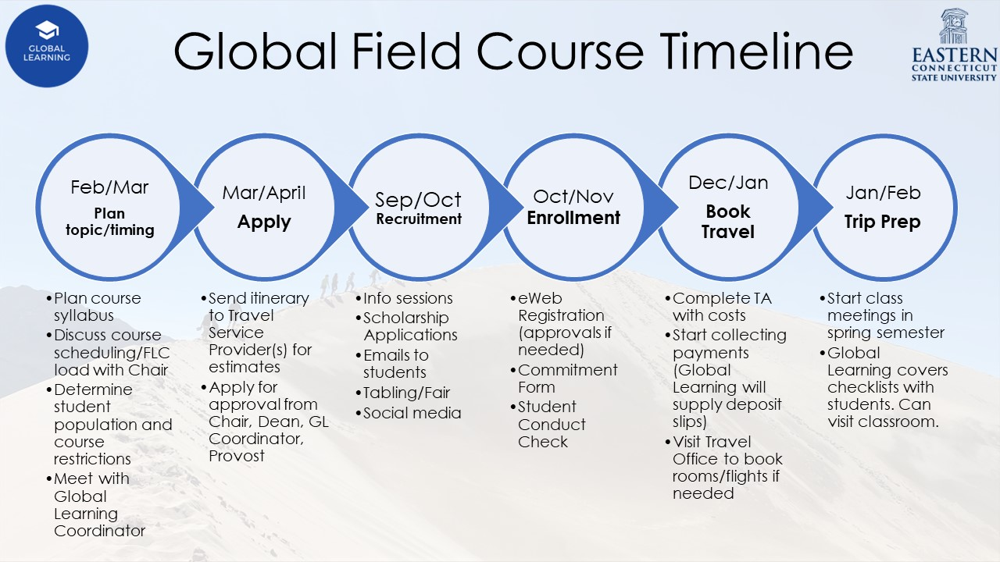 GLOBAL
LEARNING
Global Field Course Timeline
EASTERN
CONNECTICUT
STATE UNIVERSITY
Feb/Mar
Plan
topic/timing
•Plan course
syllabus
•Discuss course
scheduling/FLC
load with Chair
•Determine
student
population and
course
restrictions
•Meet with
Global
Learning
Coordinator
Mar/April
Apply
•Send itinerary
to Travel
Service
Provider(s) for
estimates
•Apply for
approval from
Chair, Dean, GL
Coordinator,
Provost
Sep/Oct
Recruitment
•Info sessions
•Scholarship
Applications
•Emails to
students
•Tabling/Fair
•Social media
Oct/Nov
Enrollment
•eWeb
Registration
(approvals if
needed)
•Commitment
Form
•Student
Conduct
Check
Dec/Jan
Book
Travel
•Complete TA
with costs
•Start collecting
payments
(Global
Learning will
supply deposit
slips)
•Visit Travel
Office to book
rooms/flights if
needed
Jan/Feb
Trip Prep
•Start class
meetings in
spring semester
•Global
Learning covers
checklists with
students. Can
visit classroom.